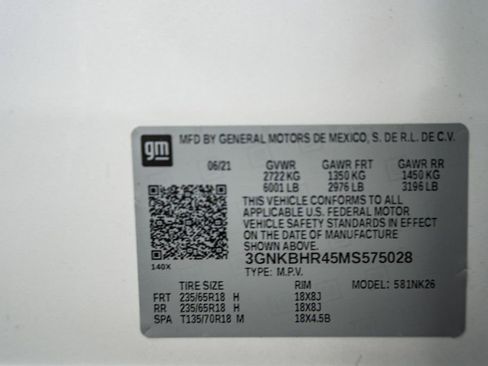 gm
MFD BY GENERAL MOTORS DE MEXICO, S. DE R.L. DE C.V.
06/21 GVWR GAWR FRT GAWR RR
2722 KG 1350 KG 1450 KG
6001 LB 2976 LB 3196 LB
THIS VEHICLE CONFORMS TO ALL
APPLICABLE U.S. FEDERAL MOTOR
VEHICLE SAFETY STANDARDS IN EFFECT
ON THE DATE OF MANUFACTURE
SHOWN ABOVE.
3GNKBHR45MS575028
140X
TYPE: M.P.V. MODEL: 581NK26
TIRE SIZE RIM
FRT 235/65R18 H 18X8J
RR 235/65R18 H 18X8J
SPA T135/70R18 M 18X4.5B